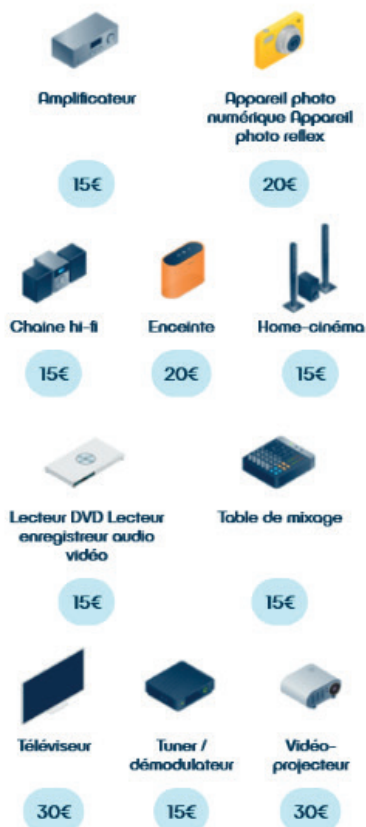 Amplificateur
Appareil photo
numérique Appareil
photo reflex
15€
20€
Chaine hi-fi
Enceinte
Home-cinéma
15€
20€
15€
Lecteur DVD Lecteur
enregistreur audio
vidéo
Table de mixage
15€
15€
Téléviseur
Tuner /
démodulateur
Vidéo-
projecteur
30€
15€
30€